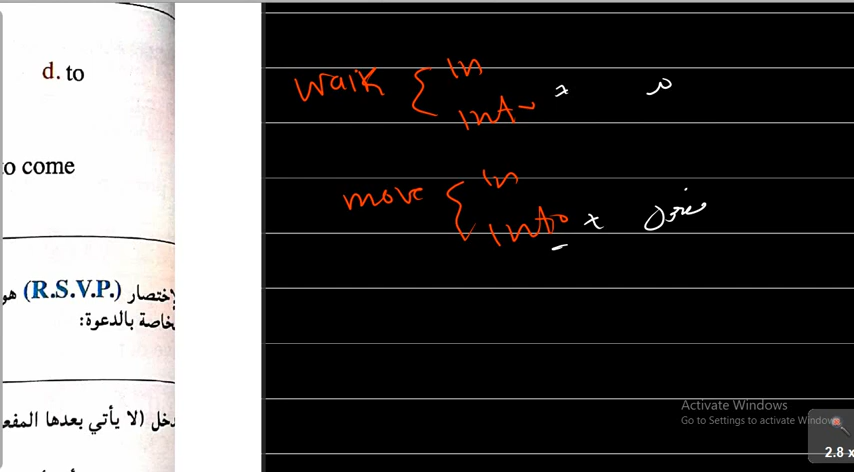 d. to
o come
إختصار (R.S.V.P.) هو
خاصة بالدعوة:
دخل (لا يأتي بعدها المفع
walk { in
into +
move { in
into +
Activate Windows
Go to Settings to activate Windows
2.8 x